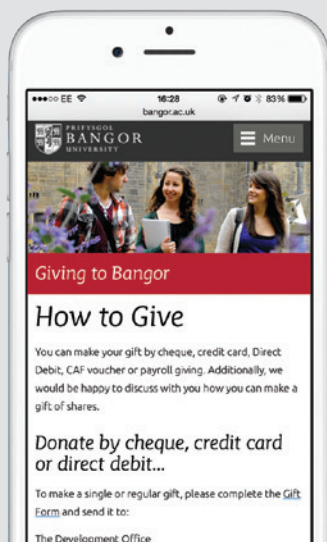 EE 16:28 83%
bangor.ac.uk
PRIFYSGOL
BANGOR
UNIVERSITY
Menu
Giving to Bangor
How to Give
You can make your gift by cheque, credit card, Direct
Debit, CAF voucher or payroll giving. Additionally, we
would be happy to discuss with you how you can make a
gift of shares.
Donate by cheque, credit card
or direct debit...
To make a single or regular gift, please complete the Gift
Form and send it to:
The Development Office